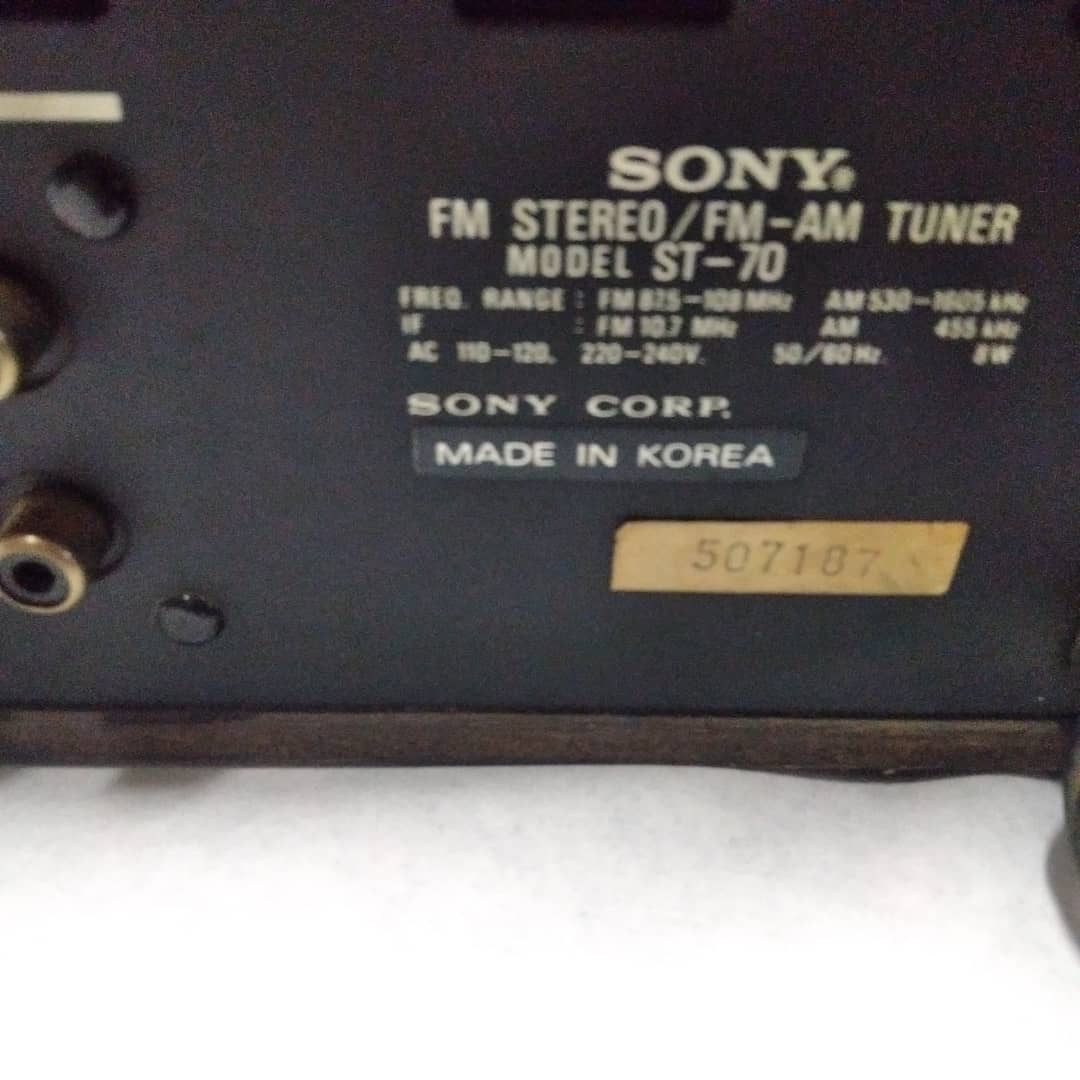 SONY®
FM STEREO/FM-AM TUNER
MODEL ST-70
FREQ. RANGE : FM 87.5-108 MHz AM 530-1605 kHz
IF : FM 10.7 MHz AM 455 kHz
AC 110-120, 220-240V. 50/60 Hz. 8W
SONY CORP.
MADE IN KOREA
507187